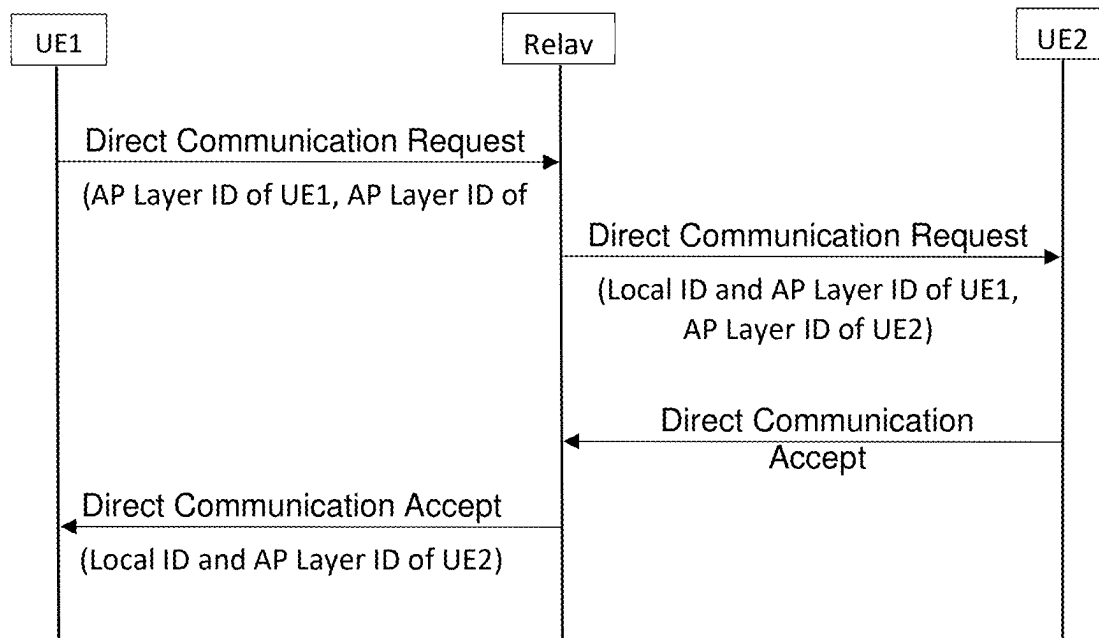 UE1
Relav
UE2
Direct Communication Request
(AP Layer ID of UE1, AP Layer ID of
Direct Communication Request
(Local ID and AP Layer ID of UE1,
AP Layer ID of UE2)
Direct Communication
Accept
Direct Communication Accept
(Local ID and AP Layer ID of UE2)